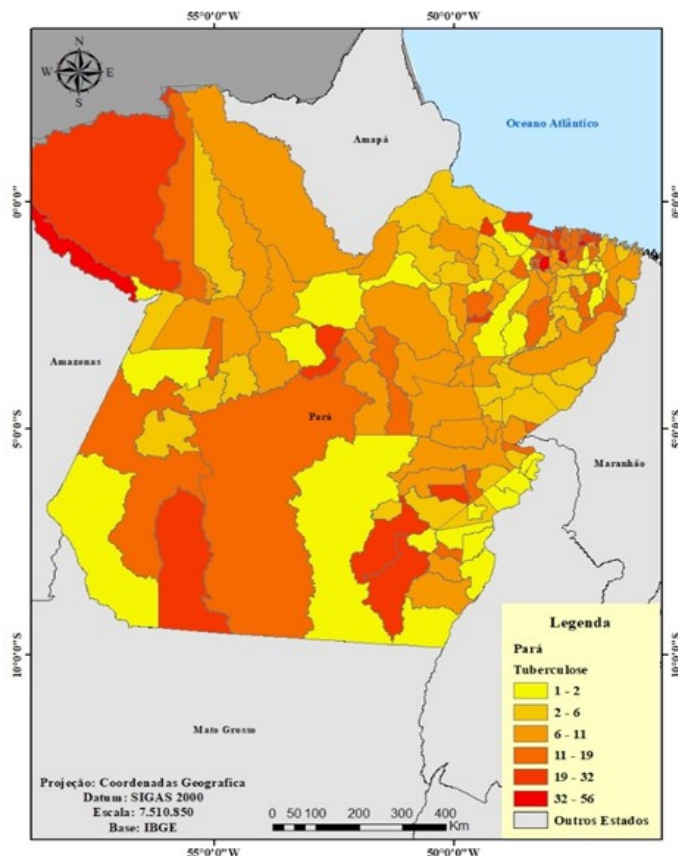 55°0'0"W 50°0'0"W
N
W E
S
Oceano Atlântico
Amapá
0°0'0" 0°0'0"
Amazonas
Pará
5°0'0"S 5°0'0"S
Maranhão
Legenda
Pará
Tuberculose
1 - 2
2 - 6
6 - 11
11 - 19
19 - 32
32 - 56
Outros Estados
10°0'0"S 10°0'0"S
Mato Grosso
Projeção: Coordenadas Geografica
Datum : SIGAS 2000
Escala: 7.510.850
Base: IBGE
0 50 100 200 300 400
Km
55°0'0"W 50°0'0"W